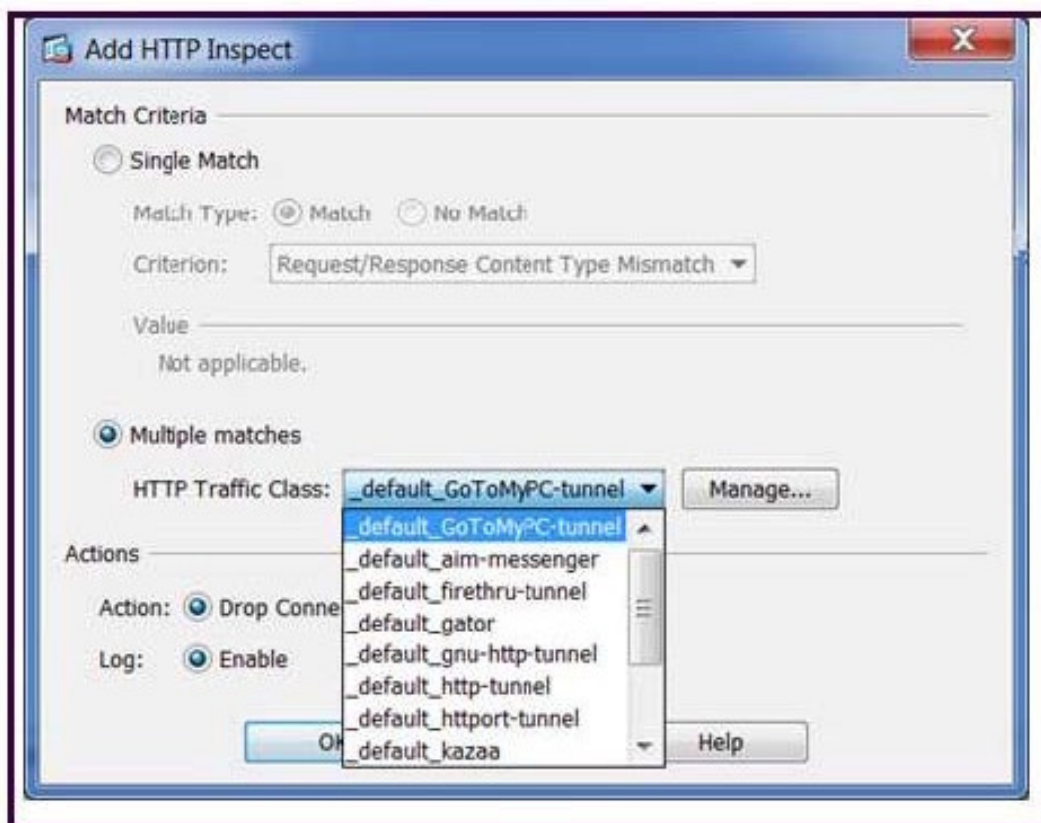 Add HTTP Inspect
Match Criteria
Single Match
Match Type: Match No Match
Criterion: Request/Response Content Type Mismatch
Value
Not applicable.
Multiple matches
HTTP Traffic Class: _default_GoToMyPC-tunnel Manage...
_default_GoToMyPC-tunnel
_default_aim-messenger
Actions
_default_firethru-tunnel
Action: Drop Conne
_default_gator
_default_gnu-http-tunnel
Log: Enable
_default_http-tunnel
_default_httport-tunnel
Help
_default_kazaa